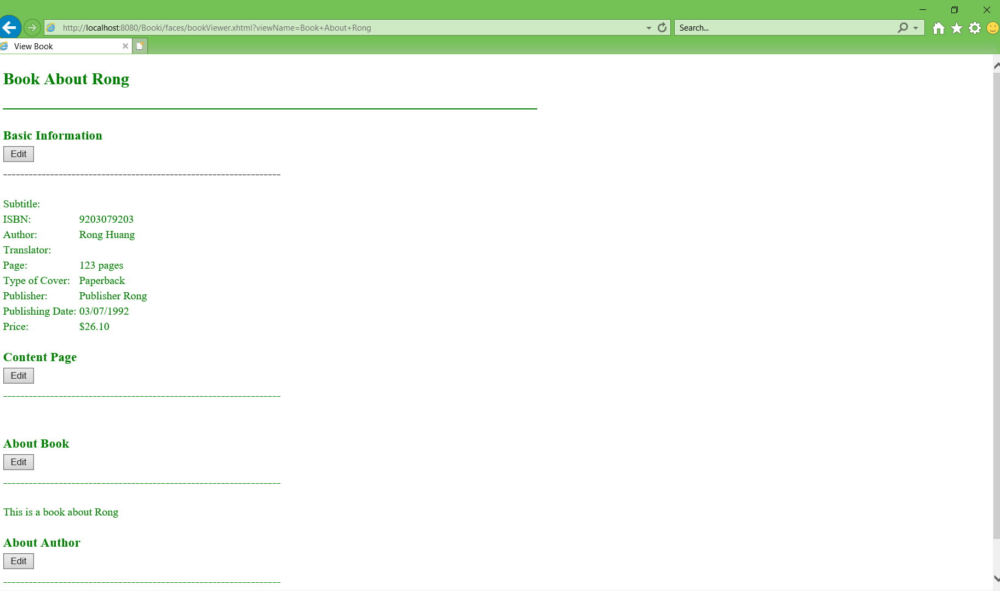 http://localhost:8080/Booki/faces/bookViewer.xhtml?viewName=Book+About+Rong
Search...
View Book
Book About Rong
Basic Information
Edit
Subtitle:
ISBN: 9203079203
Author: Rong Huang
Translator:
Page: 123 pages
Type of Cover: Paperback
Publisher: Publisher Rong
Publishing Date: 03/07/1992
Price: $26.10
Content Page
Edit
About Book
Edit
This is a book about Rong
About Author
Edit